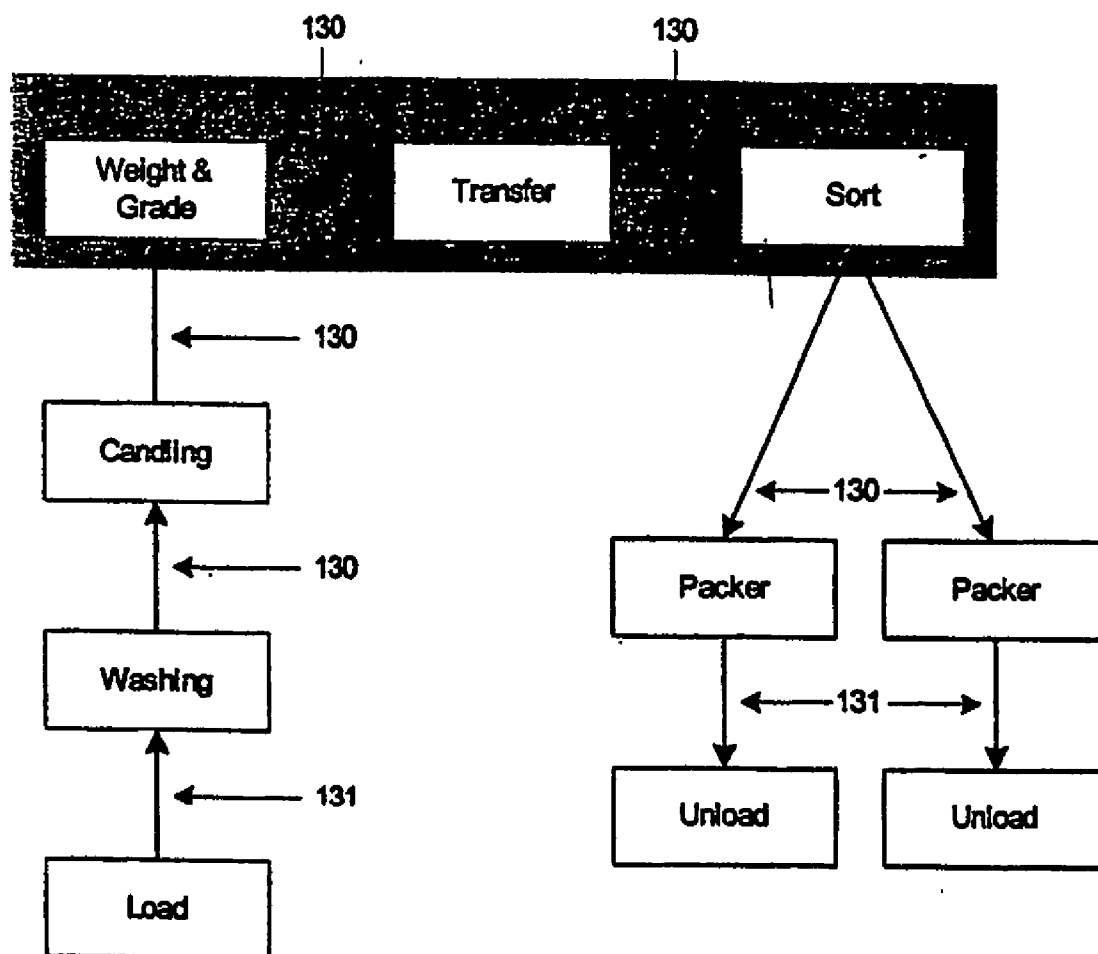 130 130
Weight &
Grade
Transfer
Sort
130
Candling
130
130
Packer
Packer
Washing
131
131
Unload
Unload
Load